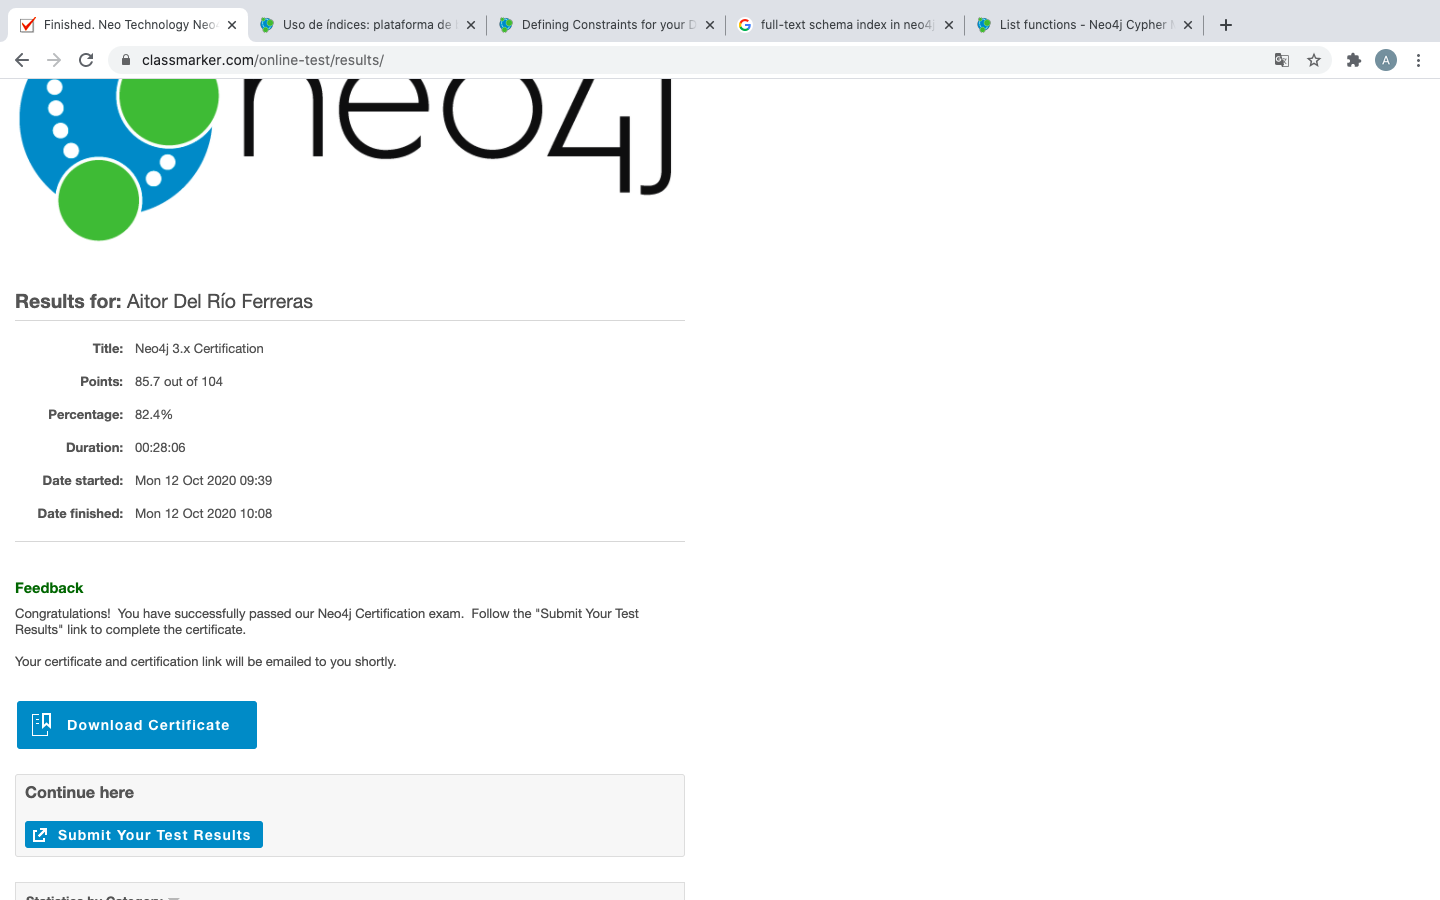 Finished. Neo Technology Neo4
Uso de índices: plataforma de
Defining Constraints for your D
full-text schema index in neo4j
List functions - Neo4j Cypher M
classmarker.com/online-test/results/
A
neo4j
Results for: Aitor Del Río Ferreras
Title: Neo4j 3.x Certification
Points: 85.7 out of 104
Percentage: 82.4%
Duration: 00:28:06
Date started: Mon 12 Oct 2020 09:39
Date finished: Mon 12 Oct 2020 10:08
Feedback
Congratulations!  You have successfully passed our Neo4j Certification exam.  Follow the "Submit Your Test
Results" link to complete the certificate.
Your certificate and certification link will be emailed to you shortly.
Download Certificate
Continue here
Submit Your Test Results
Statistics by Category